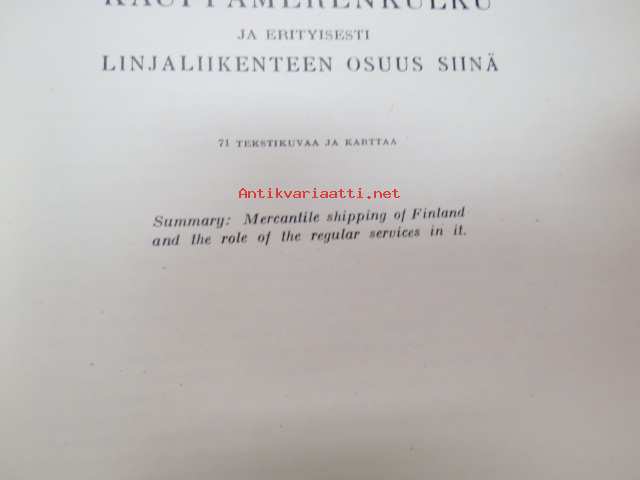 KAUPPAMERENKULKU
JA ERITYISESTI
LINJALIIKENTEEN OSUUS SIINÄ
71 TEKSTIKUVAA JA KARTTAA
Antikvariaatti.net
Summary: Mercantile shipping of Finland
and the role of the regular services in it.